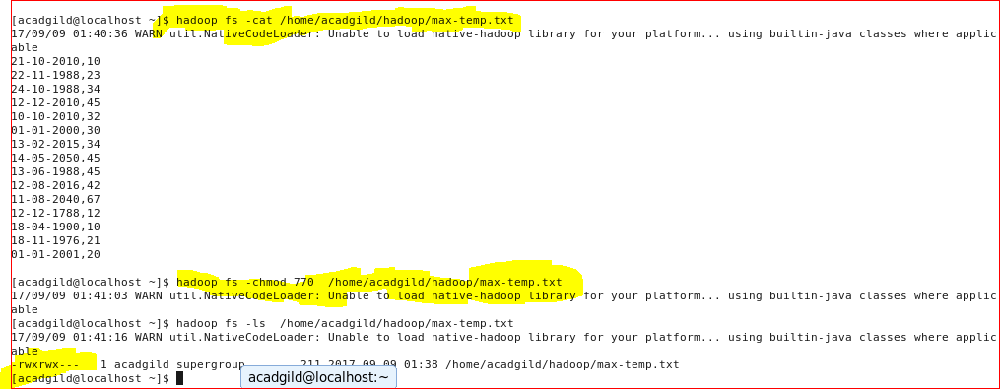 [acadgild@localhost ~]$ hadoop fs -cat /home/acadgild/hadoop/max-temp.txt
17/09/09 01:40:36 WARN util.NativeCodeLoader: Unable to load native-hadoop library for your platform... using builtin-java classes where applic
able
21-10-2010,10
22-11-1988,23
24-10-1988,34
12-12-2010,45
10-10-2010,32
01-01-2000,30
13-02-2015,34
14-05-2050,45
13-06-1988,45
12-08-2016,42
11-08-2040,67
12-12-1788,12
18-04-1900,10
18-11-1976,21
01-01-2001,20
[acadgild@localhost ~]$ hadoop fs -chmod 770  /home/acadgild/hadoop/max-temp.txt
17/09/09 01:41:03 WARN util.NativeCodeLoader: Unable to load native-hadoop library for your platform... using builtin-java classes where applic
able
[acadgild@localhost ~]$ hadoop fs -ls  /home/acadgild/hadoop/max-temp.txt
17/09/09 01:41:16 WARN util.NativeCodeLoader: Unable to load native-hadoop library for your platform... using builtin-java classes where applic
able
-rwxrwx---   1 acadgild supergroup        211 2017-09-09 01:38 /home/acadgild/hadoop/max-temp.txt
[acadgild@localhost ~]$
acadgild@localhost:~